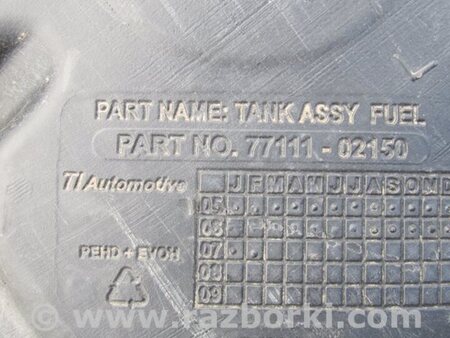 PART NAME: TANK ASSY FUEL
PART NO. 77111 - 02150
TI Automotive
J F M A M J J A S O N D
05
06
07
08
09
PEHD + EVOH
www.razborki.com